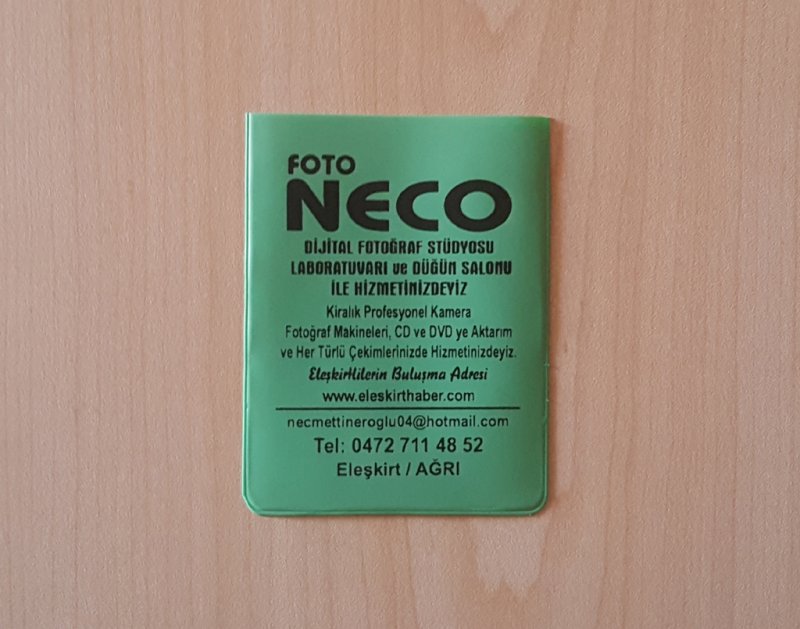 FOTO
NECO
DİJİTAL FOTOĞRAF STÜDYOSU
LABORATUVARI ve DÜĞÜN SALONU
İLE HİZMETİNİZDEYİZ
Kiralık Profesyonel Kamera
Fotoğraf Makineleri, CD ve DVD ye Aktarım
ve Her Türlü Çekimlerinizde Hizmetinizdeyiz.
Eleşkirtlilerin Buluşma Adresi
www.eleskirthaber.com
necmettineroglu04@hotmail.com
Tel: 0472 711 48 52
Eleşkirt / AĞRI